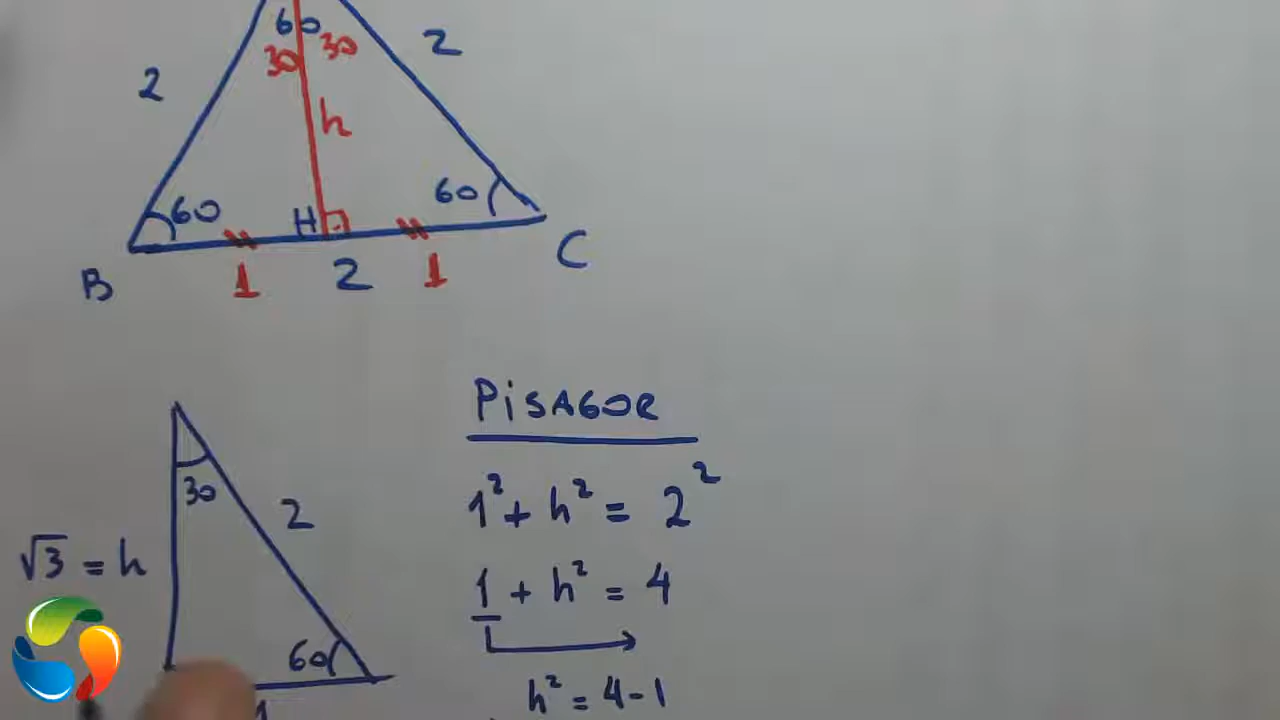 60
30 30
2 2
h
60 H 60
B 1 2 1 C
PiSAGOR
30 2
1² + h² = 2²
√3 = h
1 + h² = 4
60
h² = 4 - 1
1